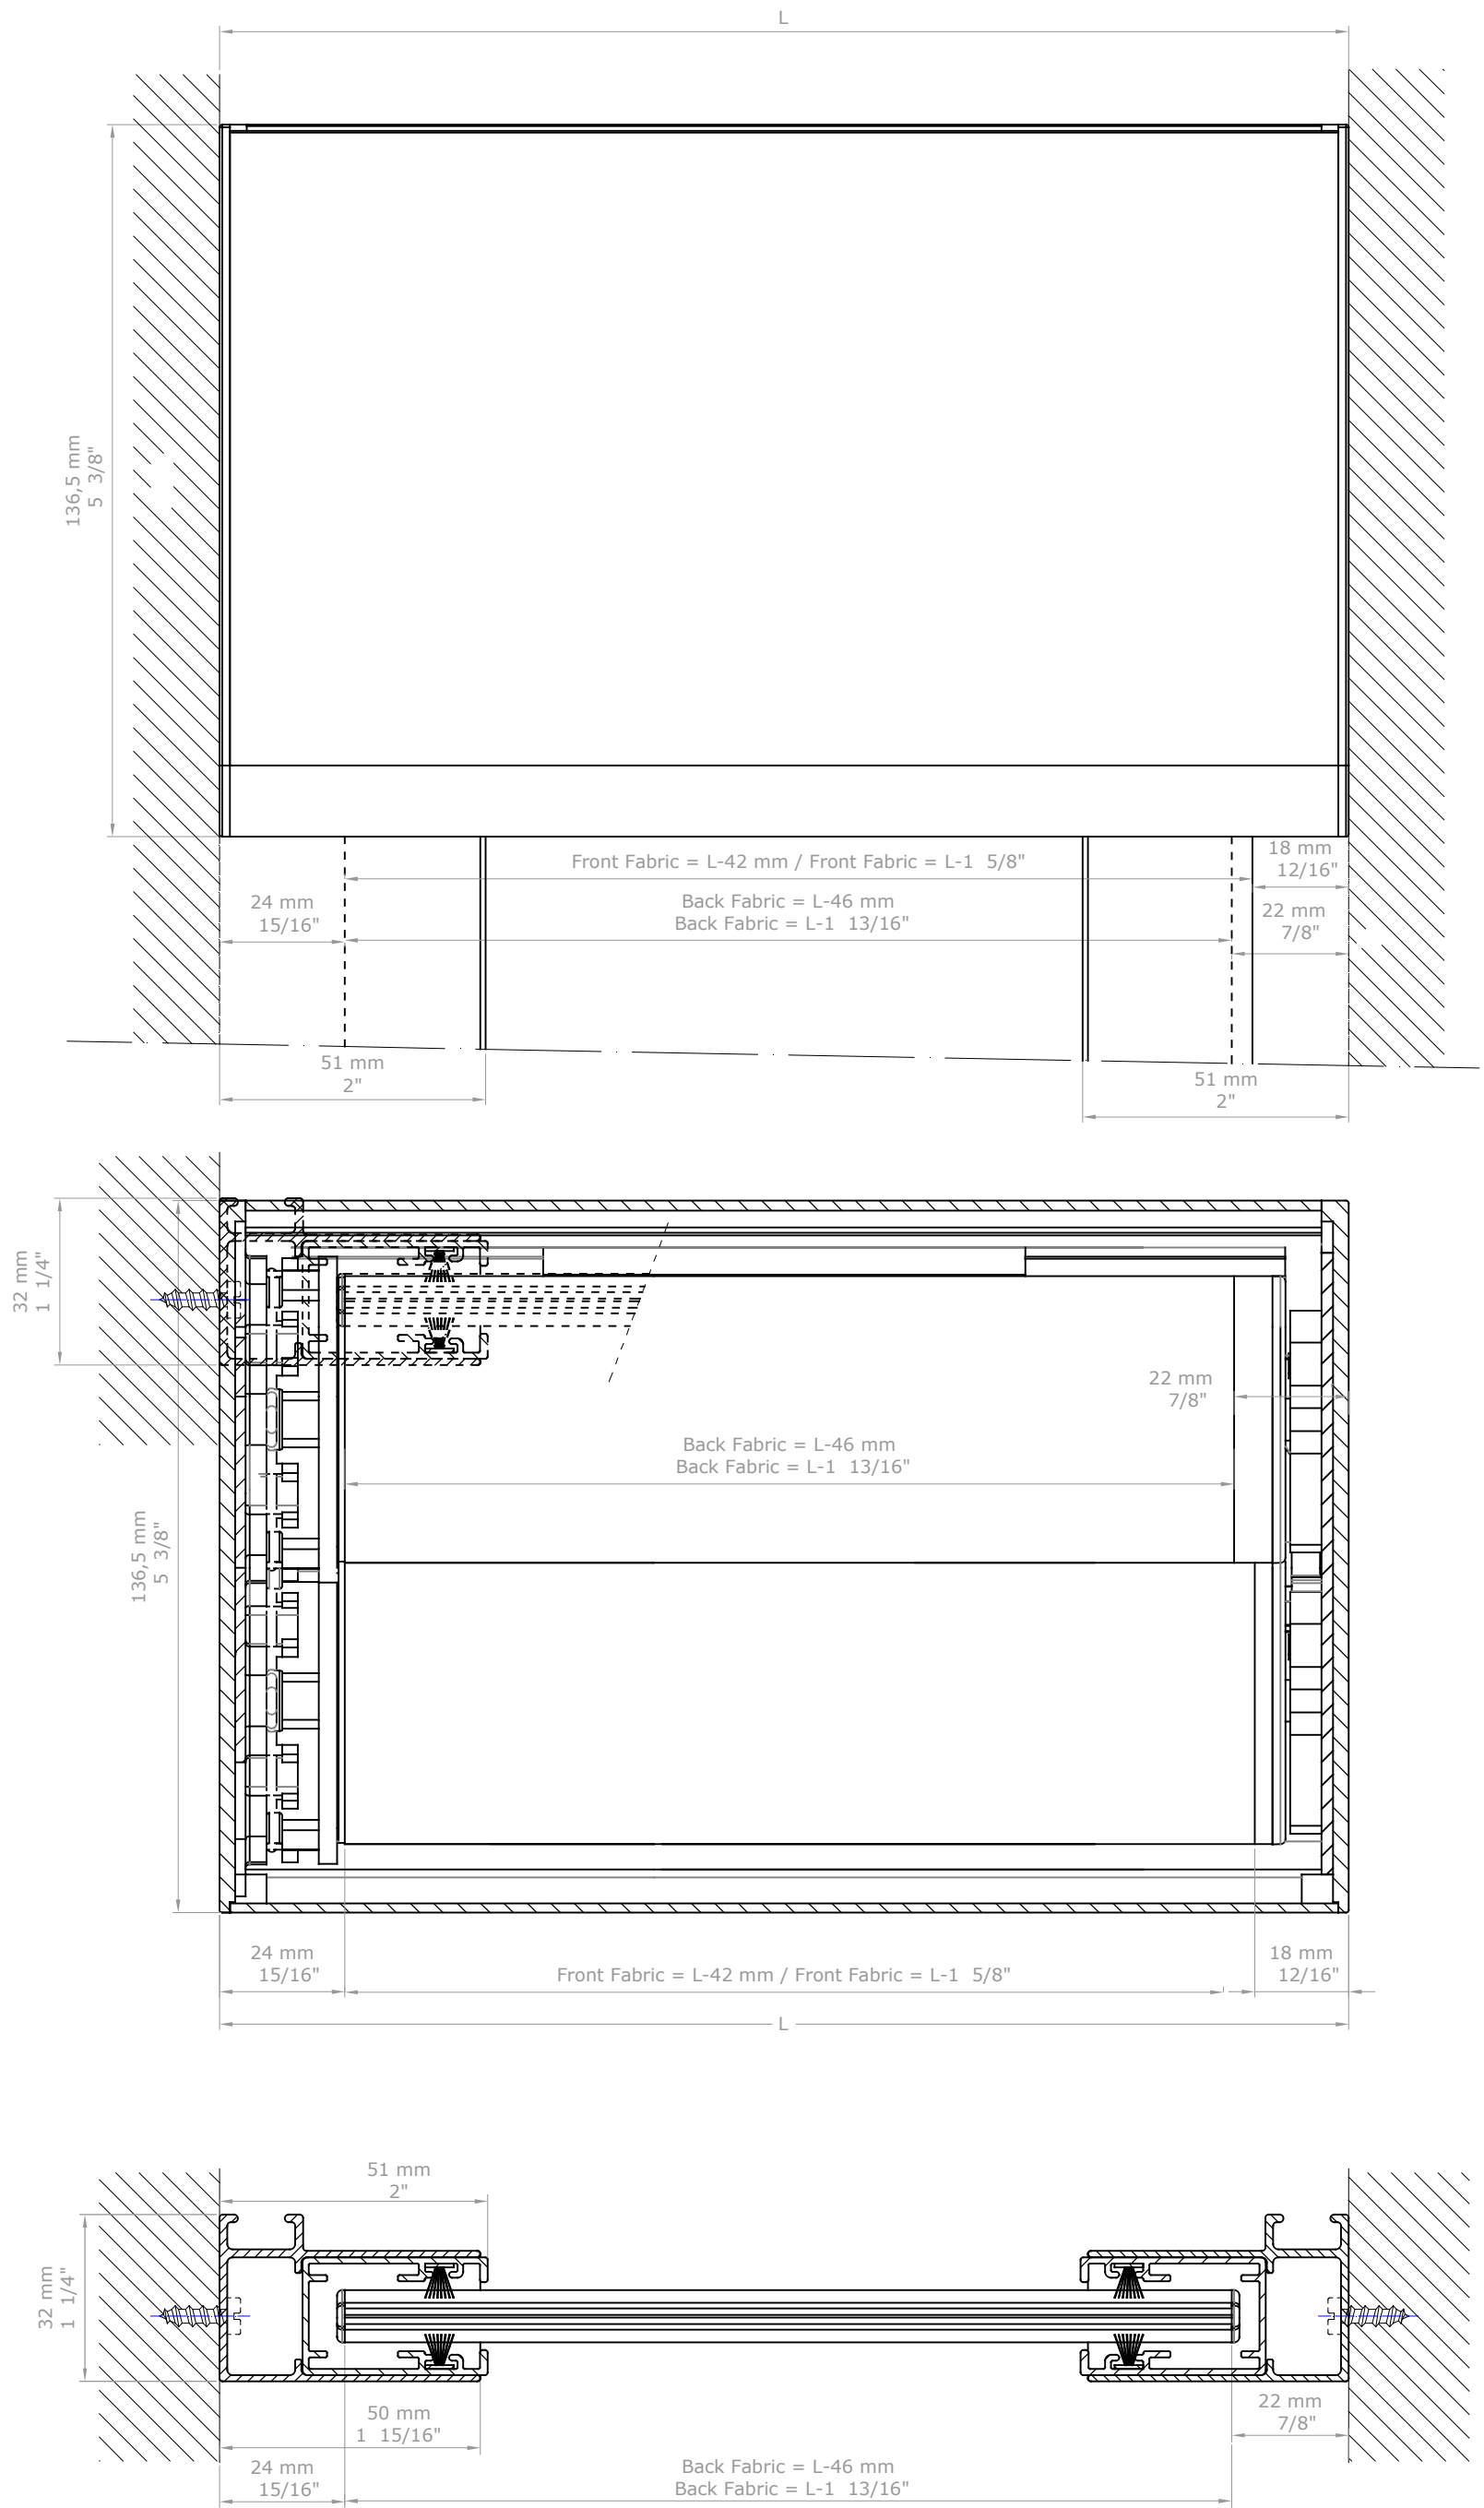 L
136,5 mm
5 3/8"
Front Fabric = L-42 mm / Front Fabric = L-1 5/8"
18 mm
12/16"
24 mm
15/16"
Back Fabric = L-46 mm
Back Fabric = L-1 13/16"
22 mm
7/8"
51 mm
2"
51 mm
2"
32 mm
1 1/4"
22 mm
7/8"
Back Fabric = L-46 mm
Back Fabric = L-1 13/16"
136,5 mm
5 3/8"
24 mm
15/16"
Front Fabric = L-42 mm / Front Fabric = L-1 5/8"
18 mm
12/16"
L
51 mm
2"
32 mm
1 1/4"
50 mm
1 15/16"
22 mm
7/8"
24 mm
15/16"
Back Fabric = L-46 mm
Back Fabric = L-1 13/16"